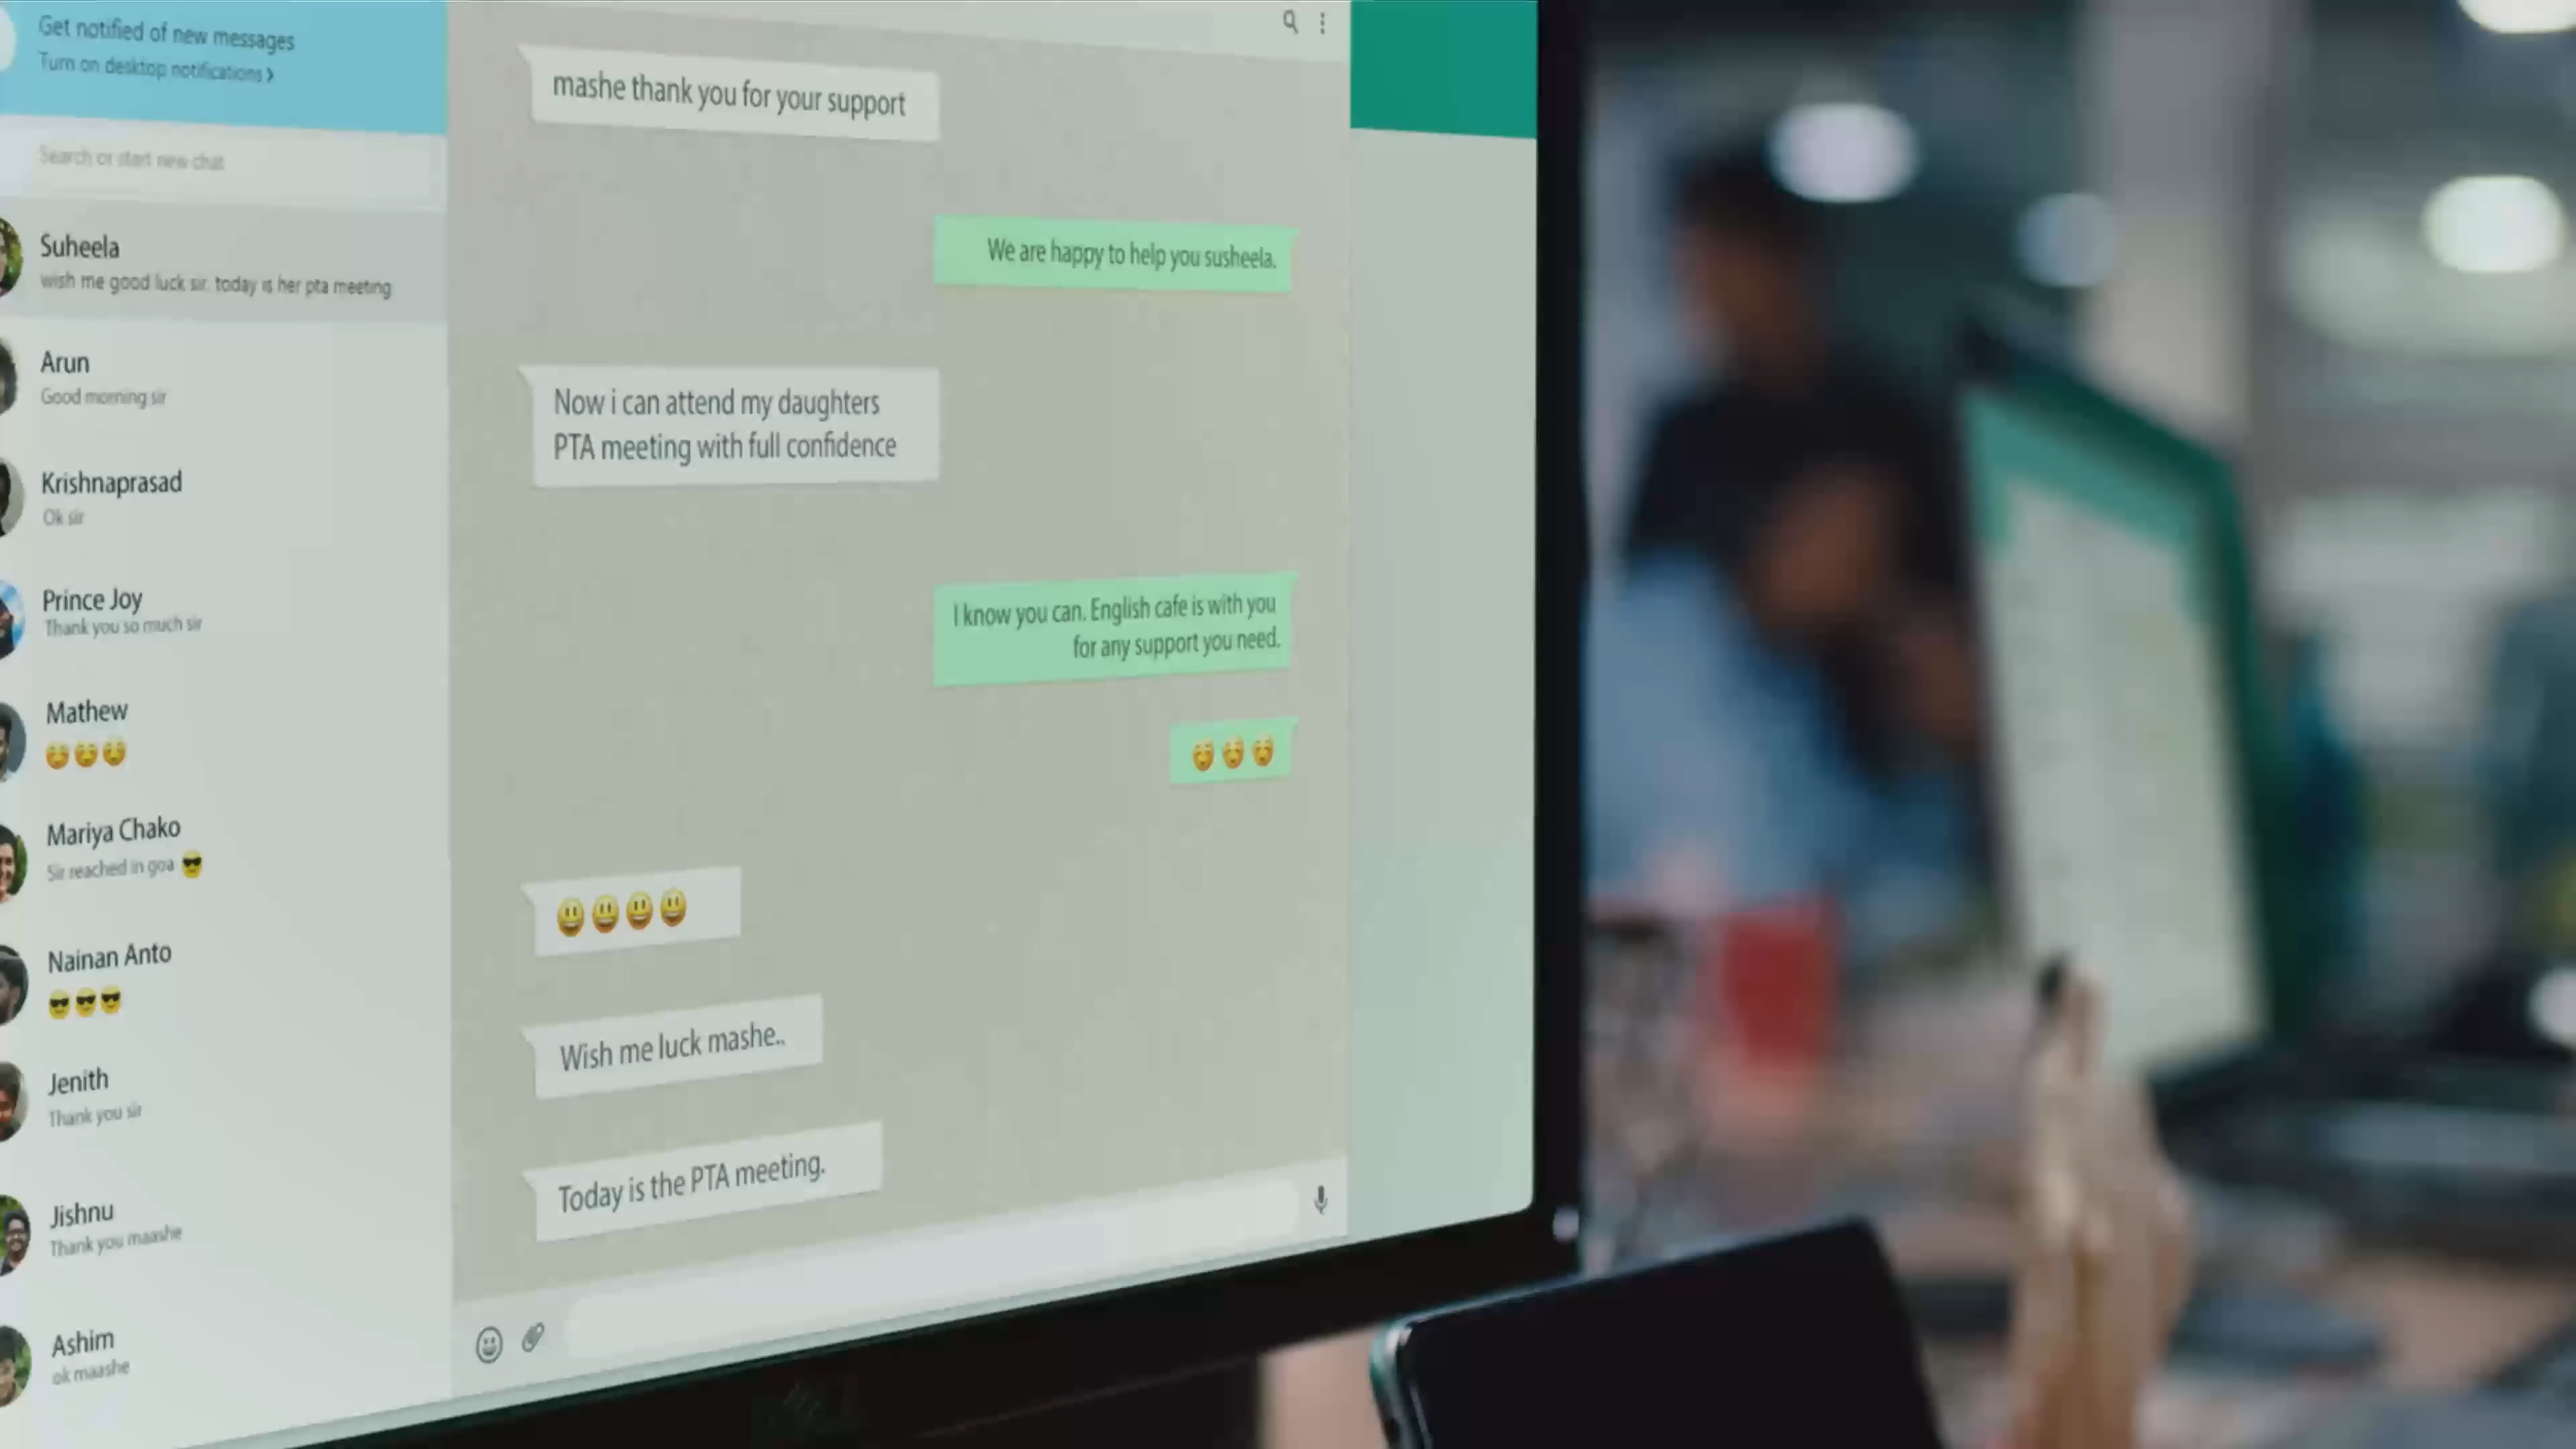 Get notified of new messages
Turn on desktop notifications >
Search or start new chat
Suheela
wish me good luck sir. today is her pta meeting
Arun
Good morning sir
Krishnaprasad
Ok sir
Prince Joy
Thank you so much sir
Mathew
☺️☺️☺️
Mariya Chako
Sir reached in goa 😎
Nainan Anto
😎😎😎
Jenith
Thank you sir
Jishnu
Thank you maashe
Ashim
ok maashe
mashe thank you for your support
We are happy to help you susheela.
Now i can attend my daughters
PTA meeting with full confidence
I know you can. English cafe is with you
for any support you need.
☺️☺️☺️
😃😃😃😃
Wish me luck mashe..
Today is the PTA meeting.